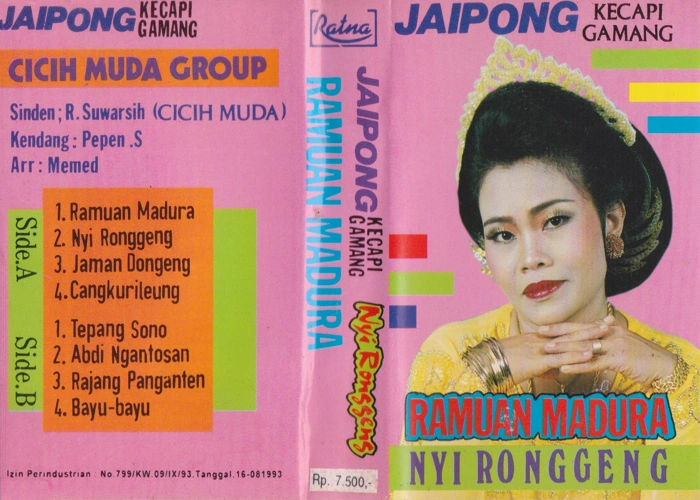 JAIPONG KECAPI GAMANG
CICIH MUDA GROUP
Sinden ; R. Suwarsih (CICIH MUDA)
Kendang : Pepen .S
Arr : Memed
Side.A
1. Ramuan Madura
2. Nyi Ronggeng
3. Jaman Dongeng
4. Cangkurileung
Side.B
1. Tepang Sono
2. Abdi Ngantosan
3. Rajang Panganten
4. Bayu-bayu
Izin Perindustrian : No 799/KW.09/IX/93.Tanggal,16-081993
Ratna
JAIPONG KECAPI GAMANG
RAMUAN MADURA
Nyi Ronggeng
Rp. 7.500,-
JAIPONG KECAPI GAMANG
RAMUAN MADURA
NYI RONGGENG